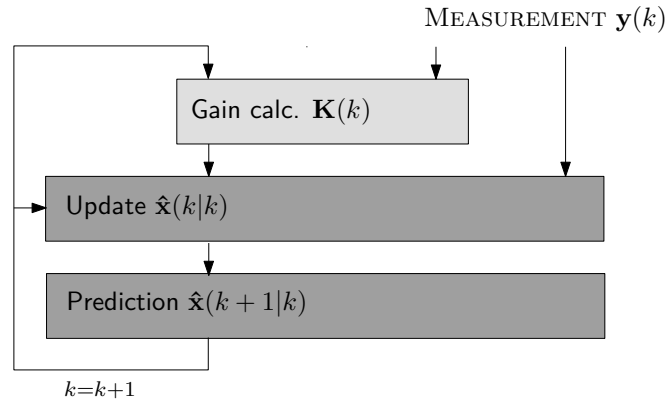 MEASUREMENT y(k)
Gain calc. K(k)
Update x̂(k|k)
Prediction x̂(k + 1|k)
k=k+1